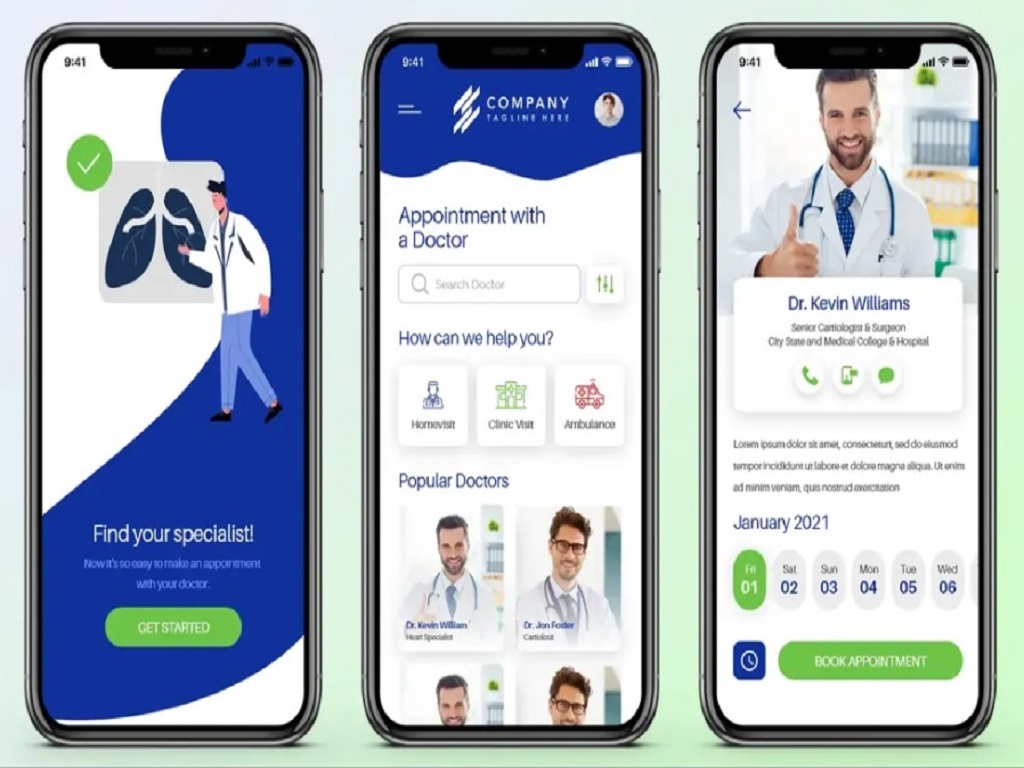 9:41
Find your specialist!
Now it's so easy to make an appointment
with your doctor.
GET STARTED
9:41
COMPANY
TAGLINE HERE
Appointment with
a Doctor
Search Doctor
How can we help you?
Homevisit
Clinic Visit
Ambulance
Popular Doctors
Dr. Kevin William
Heart Specialist
Dr. Jon Foster
9:41
Dr. Kevin Williams
Senior Cardiologist & Surgeon
City State and Medical College & Hospital
Lorem ipsum dolor sit amet, consectetur, sed do eiusmod
tempor incididunt ut labore et dolore magna aliqua. Ut enim
ad minim veniam, quis nostrud exercitation
January 2021
Fri Sat Sun Mon Tue Wed
01 02 03 04 05 06
BOOK APPOINTMENT